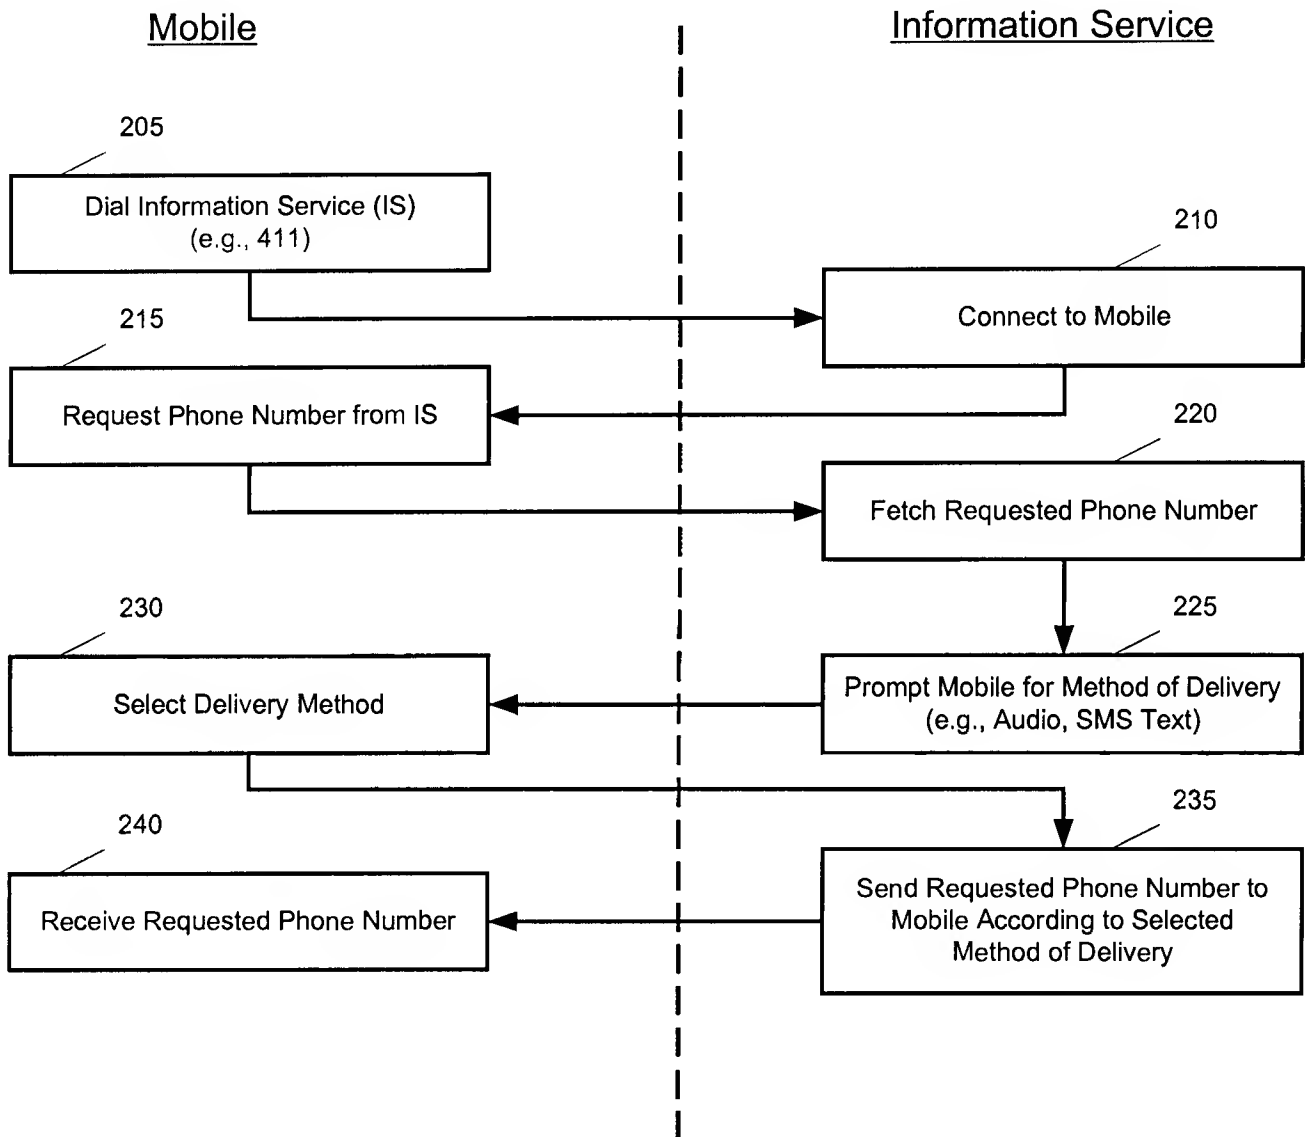 Mobile
Information Service
205
Dial Information Service (IS)
(e.g., 411)
210
Connect to Mobile
215
Request Phone Number from IS
220
Fetch Requested Phone Number
225
Prompt Mobile for Method of Delivery
(e.g., Audio, SMS Text)
230
Select Delivery Method
235
Send Requested Phone Number to
Mobile According to Selected
Method of Delivery
240
Receive Requested Phone Number